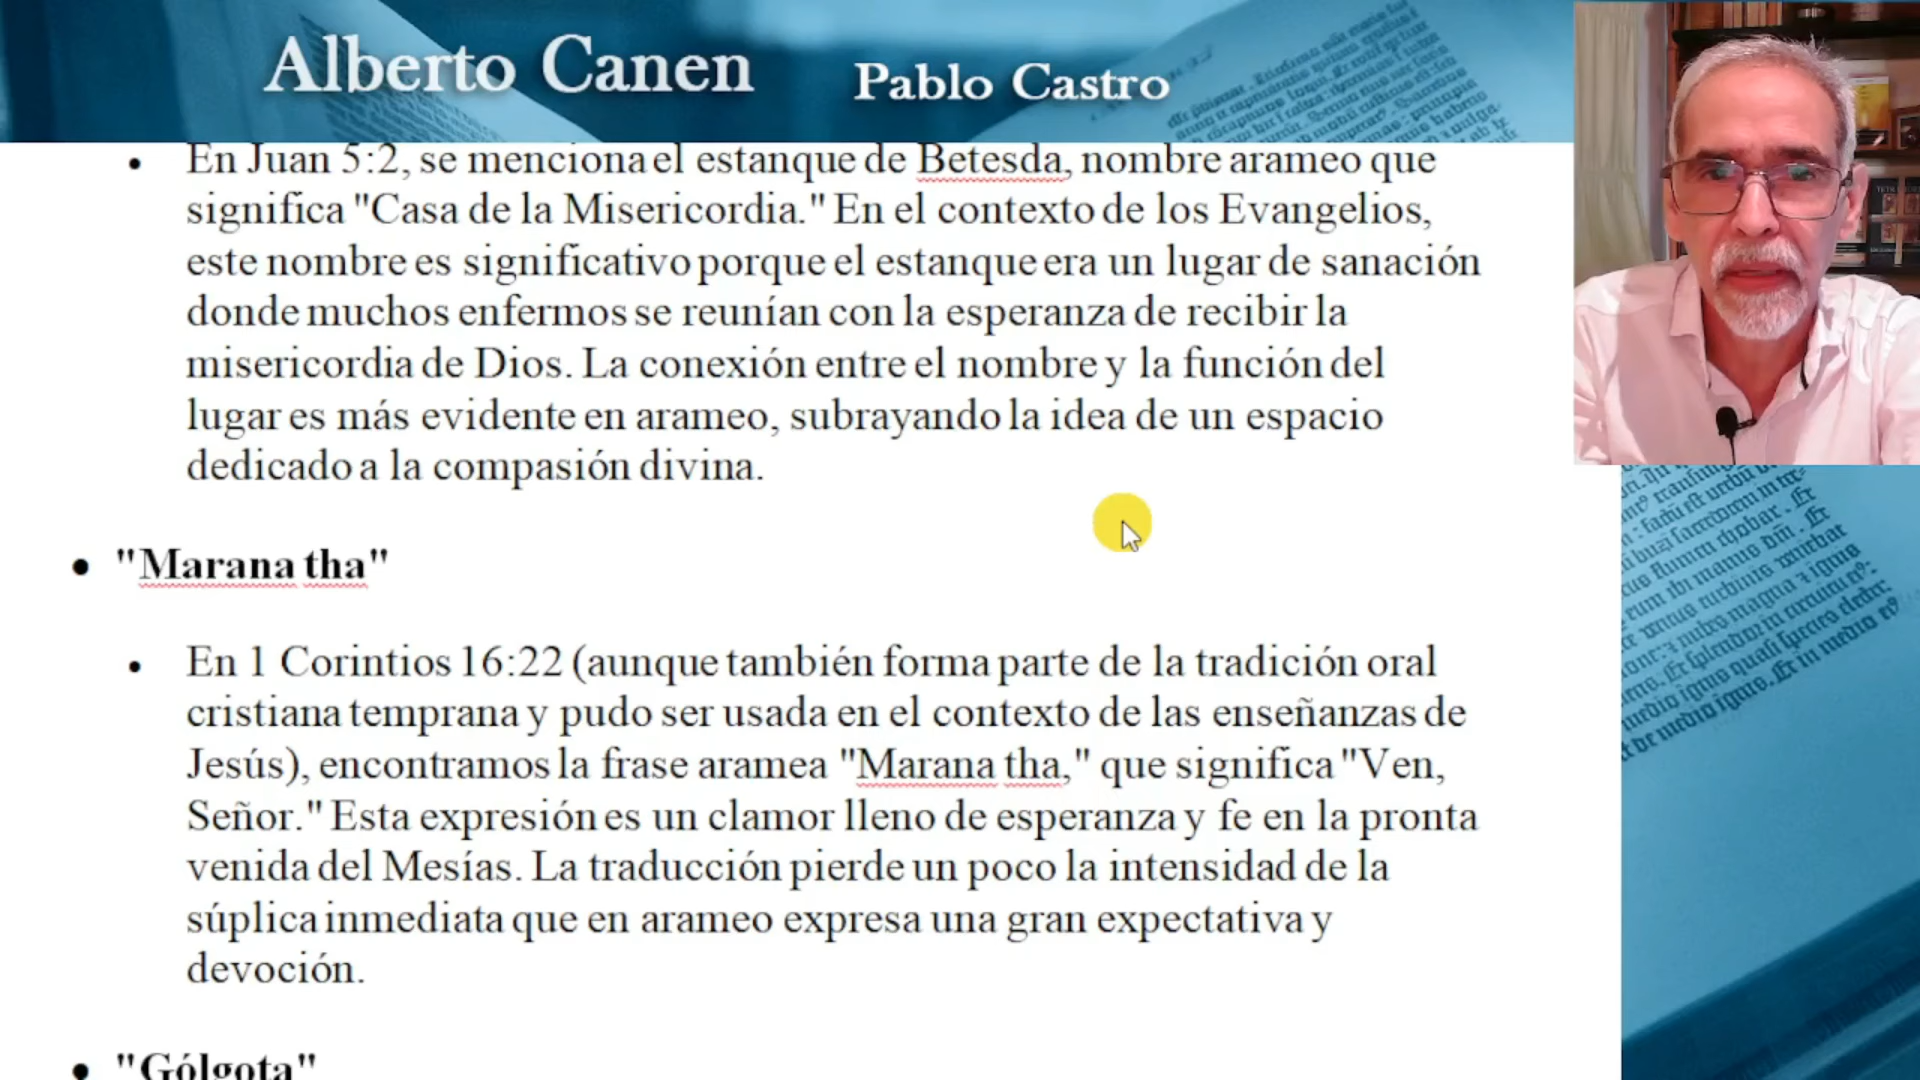 Alberto Canen
Pablo Castro
• En Juan 5:2, se menciona el estanque de Betesda, nombre arameo que
significa "Casa de la Misericordia." En el contexto de los Evangelios,
este nombre es significativo porque el estanque era un lugar de sanación
donde muchos enfermos se reunían con la esperanza de recibir la
misericordia de Dios. La conexión entre el nombre y la función del
lugar es más evidente en arameo, subrayando la idea de un espacio
dedicado a la compasión divina.
• "Marana tha"
• En 1 Corintios 16:22 (aunque también forma parte de la tradición oral
cristiana temprana y pudo ser usada en el contexto de las enseñanzas de
Jesús), encontramos la frase aramea "Marana tha," que significa "Ven,
Señor." Esta expresión es un clamor lleno de esperanza y fe en la pronta
venida del Mesías. La traducción pierde un poco la intensidad de la
súplica inmediata que en arameo expresa una gran expectativa y
devoción.
• "Gólgota"